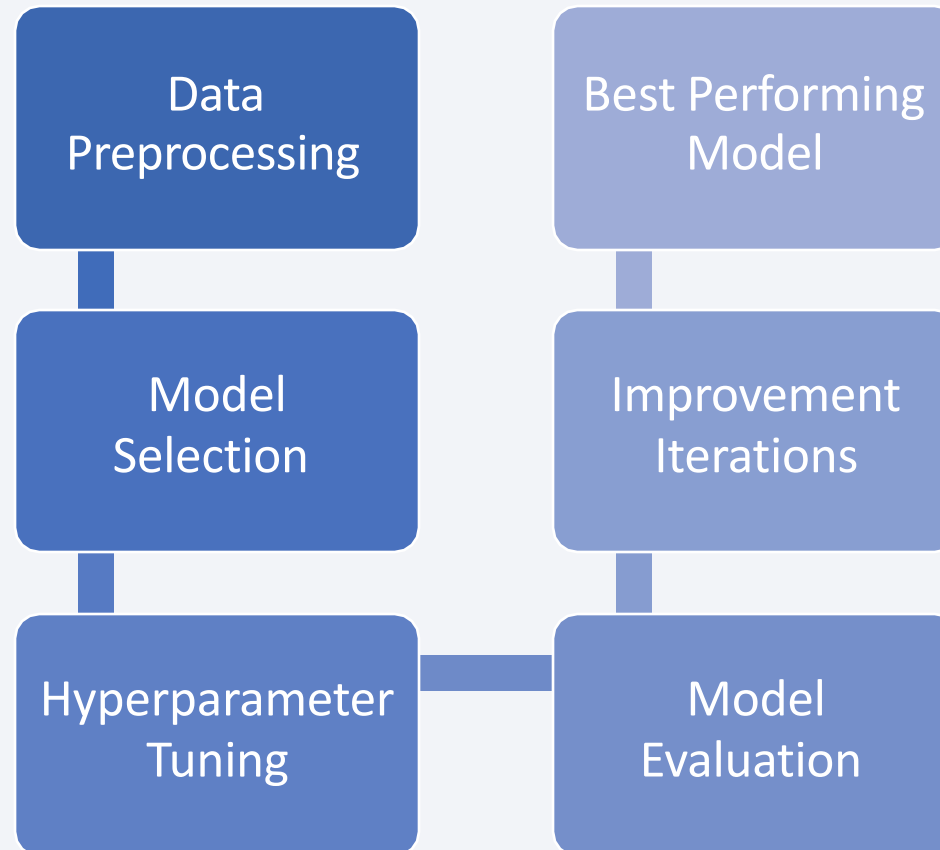 Data
Preprocessing
Model
Selection
Hyperparameter
Tuning
Model
Evaluation
Improvement
Iterations
Best Performing
Model